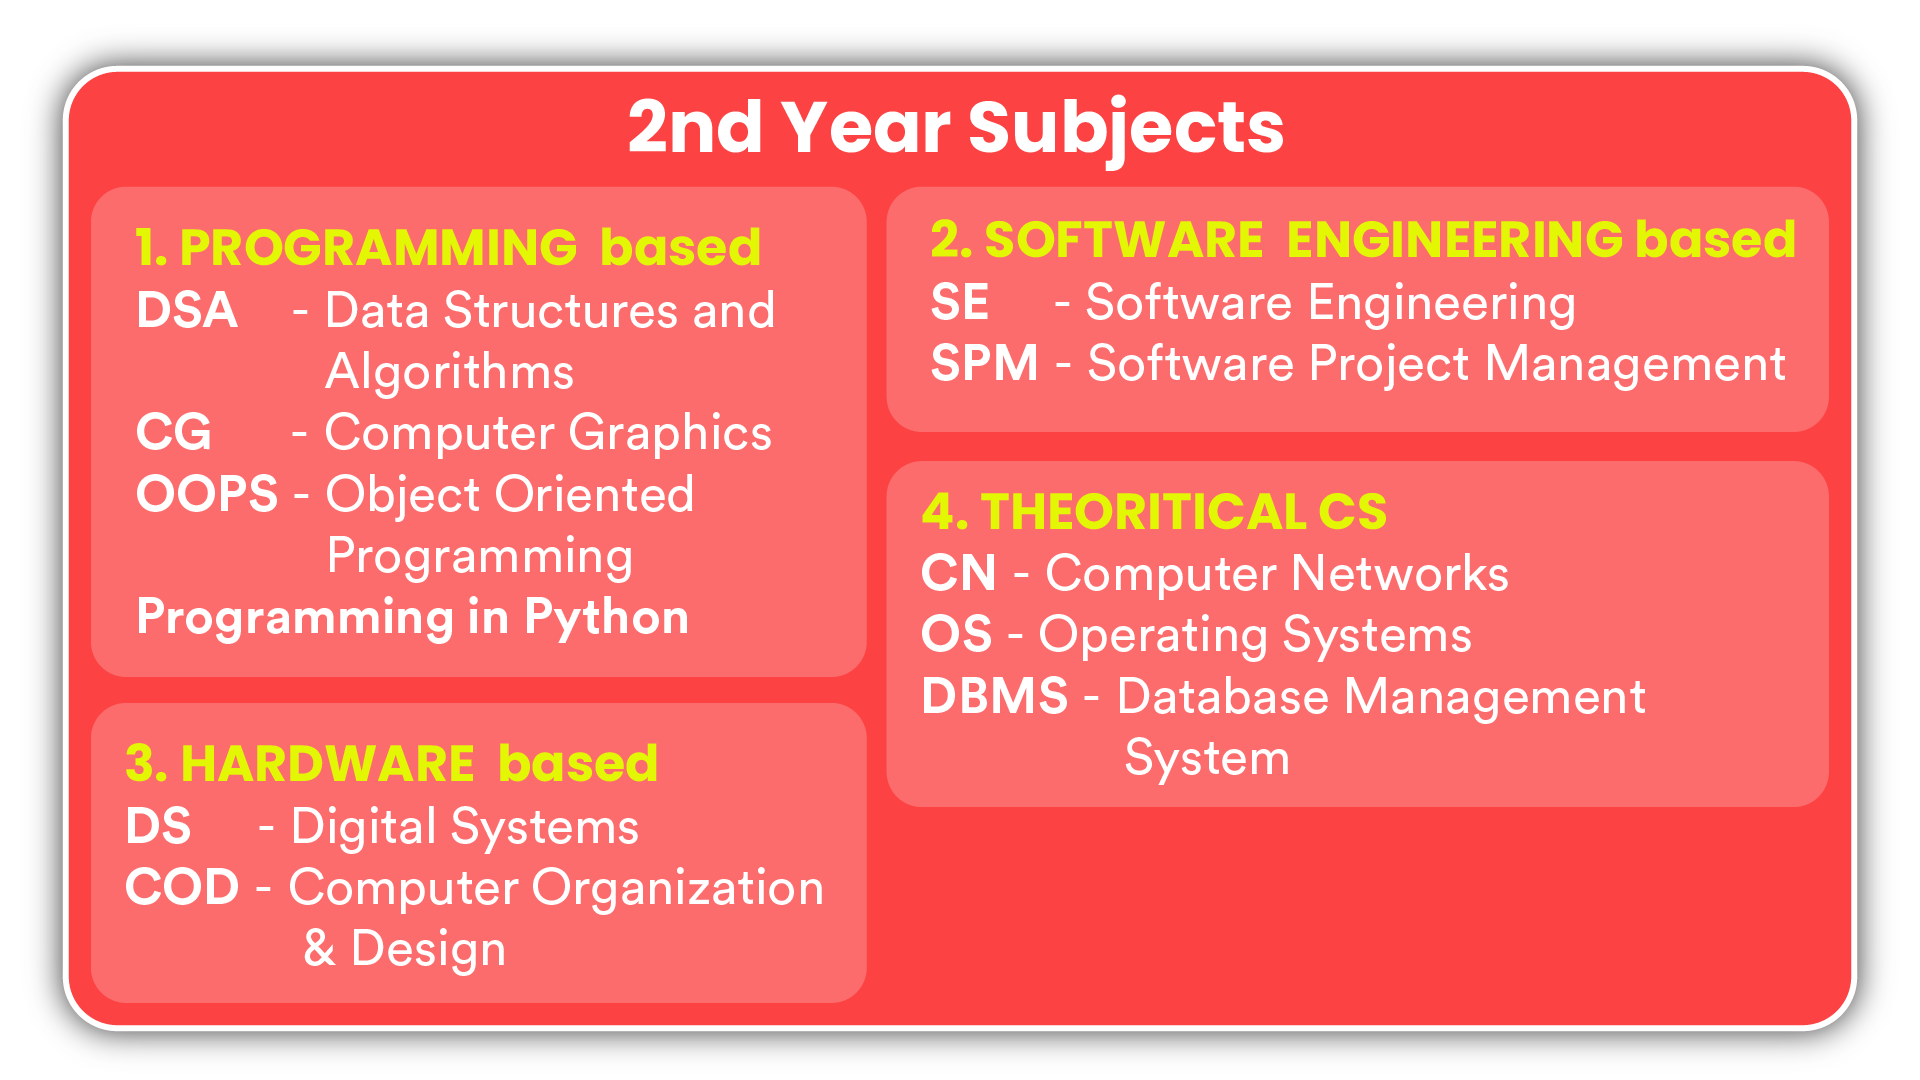 2nd Year Subjects
1. PROGRAMMING based
DSA - Data Structures and
Algorithms
CG - Computer Graphics
OOPS - Object Oriented
Programming
Programming in Python
2. SOFTWARE ENGINEERING based
SE - Software Engineering
SPM - Software Project Management
3. HARDWARE based
DS - Digital Systems
COD - Computer Organization
& Design
4. THEORITICAL CS
CN - Computer Networks
OS - Operating Systems
DBMS - Database Management
System